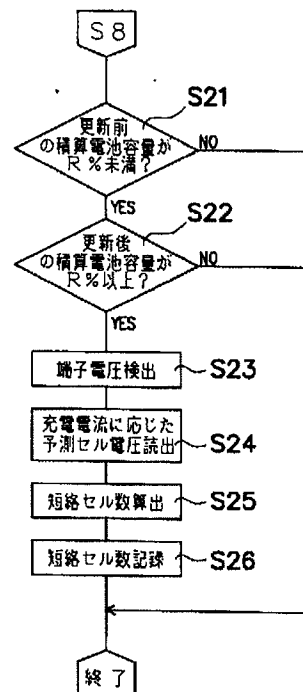 S8
S21
更新前
の積算電池容量が
R%未満?
NO
YES
S22
更新後
の積算電池容量が
R%以上?
NO
YES
端子電圧検出
S23
充電電流に応じた
予測セル電圧読出
S24
短絡セル数算出
S25
短絡セル数記録
S26
終了